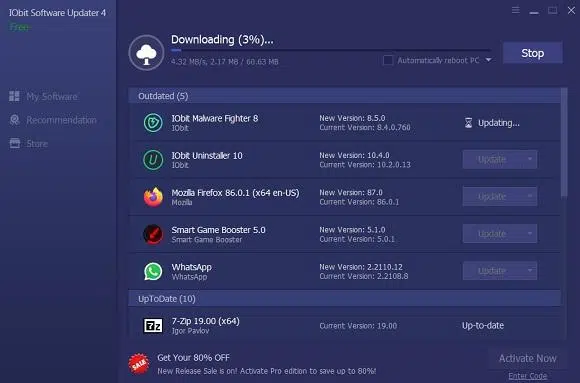 IObit Software Updater 4
Free
Downloading (3%)...
4.32 MB/s, 2.17 MB / 60.63 MB
Automatically reboot PC
Stop
My Software
Recommendation
Store
Outdated (5)
IObit Malware Fighter 8
IObit
New Version: 8.5.0
Current Version: 8.4.0.760
Updating...
IObit Uninstaller 10
IObit
New Version: 10.4.0
Current Version: 10.2.0.13
Update
Mozilla Firefox 86.0.1 (x64 en-US)
Mozilla
New Version: 87.0
Current Version: 86.0.1
Update
Smart Game Booster 5.0
Smart Game Booster
New Version: 5.1.0
Current Version: 5.0.1
Update
WhatsApp
WhatsApp
New Version: 2.2110.12
Current Version: 2.2108.8
Update
UpToDate (10)
7z
7-Zip 19.00 (x64)
Igor Pavlov
Current Version: 19.00
Up-to-date
SALE
Get Your 80% OFF
New Release Sale is on! Activate Pro edition to save up to 80%!
Activate Now
Enter Code